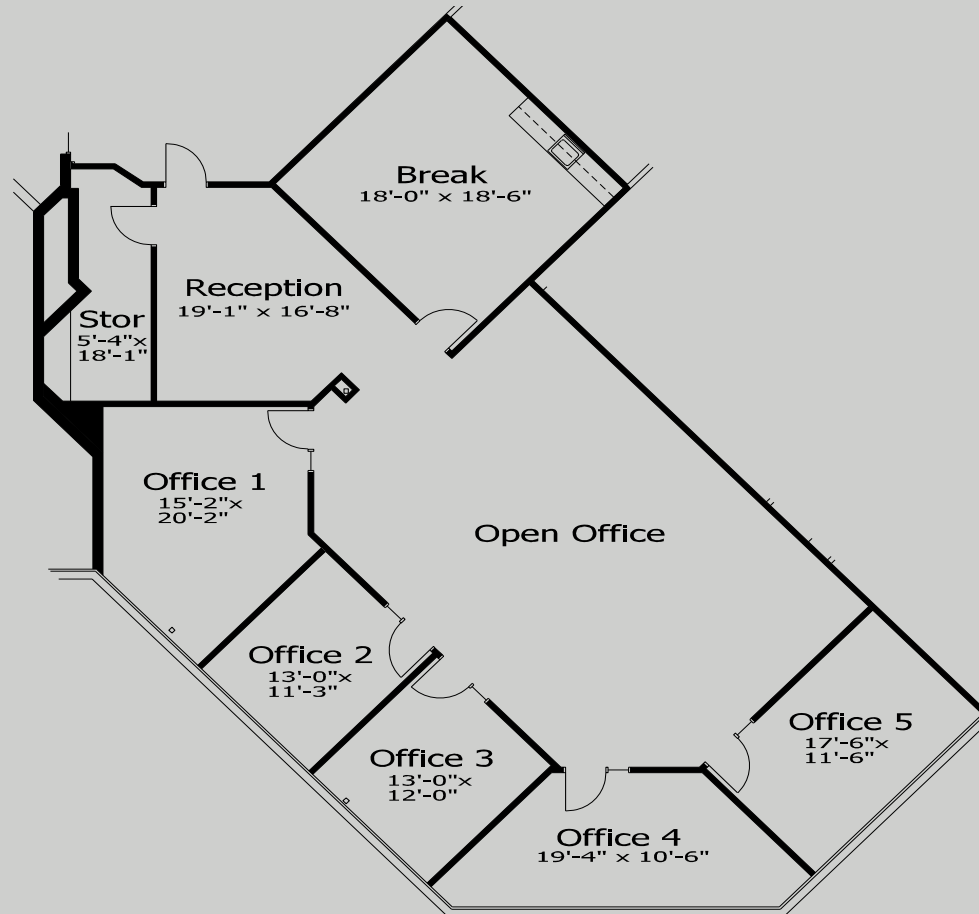 Break
18'-0" x 18'-6"
Reception
19'-1" x 16'-8"
Stor
5'-4"x
18'-1"
Office 1
15'-2"x
20'-2"
Open Office
Office 2
13'-0"x
11'-3"
Office 3
13'-0"x
12'-0"
Office 5
17'-6"x
11'-6"
Office 4
19'-4" x 10'-6"